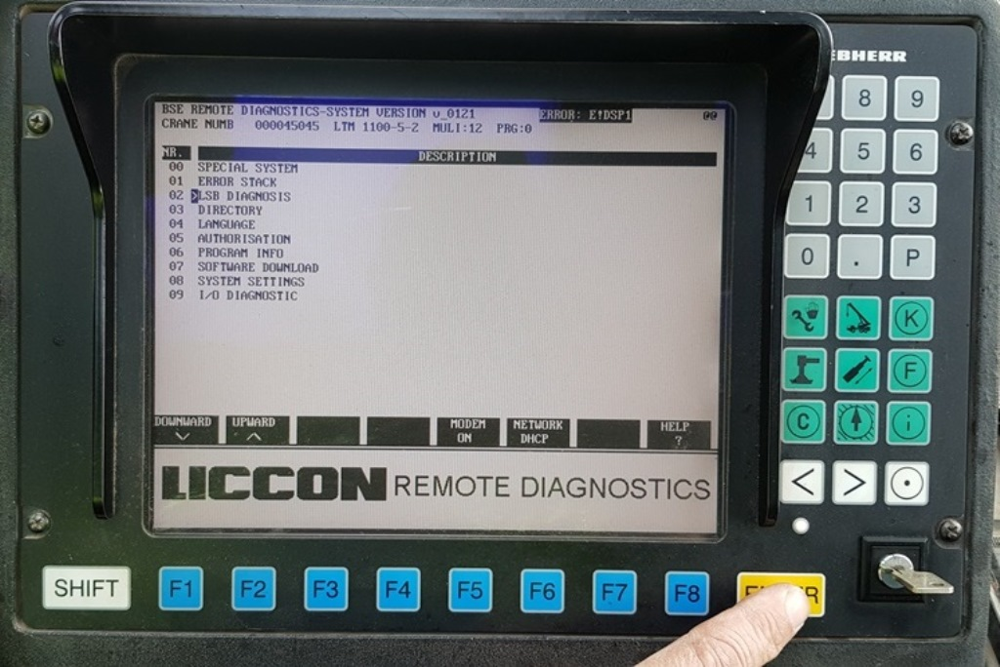 EBHERR
BSE REMOTE DIAGNOSTICS-SYSTEM VERSION v_0121 ERROR: E!DSP1 @@
CRANE NUMB 000045045 LTM 1100-5-2 MULI:12 PRG:0
NR. DESCRIPTION
00 SPECIAL SYSTEM
01 ERROR STACK
02 >LSB DIAGNOSIS
03 DIRECTORY
04 LANGUAGE
05 AUTHORISATION
06 PROGRAM INFO
07 SOFTWARE DOWNLOAD
08 SYSTEM SETTINGS
09 I/O DIAGNOSTIC
DOWNWARD UPWARD MODEM ON NETWORK DHCP HELP ?
LICCON REMOTE DIAGNOSTICS
8 9
4 5 6
1 2 3
0 . P
K
F
C i
< >
SHIFT F1 F2 F3 F4 F5 F6 F7 F8